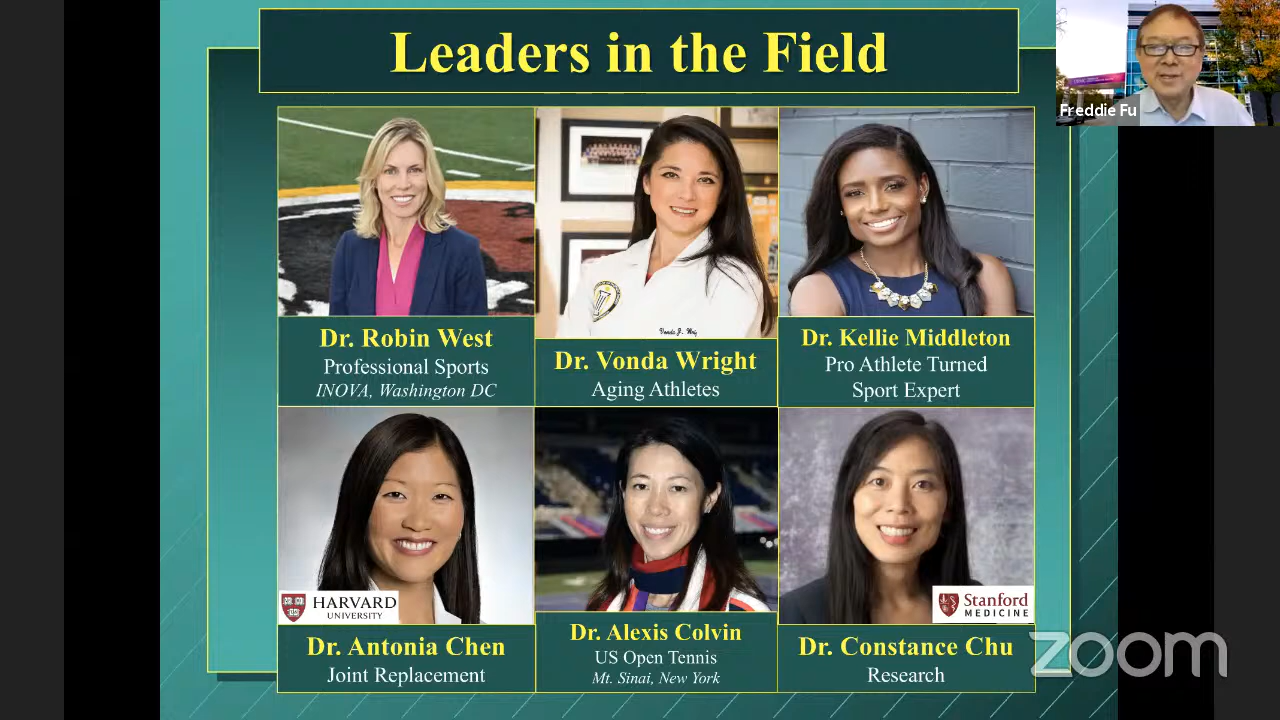 Leaders in the Field
Freddie Fu
Vonda J. Wrig
Dr. Robin West
Professional Sports
INOVA, Washington DC
Dr. Vonda Wright
Aging Athletes
Dr. Kellie Middleton
Pro Athlete Turned
Sport Expert
HARVARD
UNIVERSITY
Dr. Antonia Chen
Joint Replacement
Dr. Alexis Colvin
US Open Tennis
Mt. Sinai, New York
Stanford
MEDICINE
Dr. Constance Chu
Research
zoom